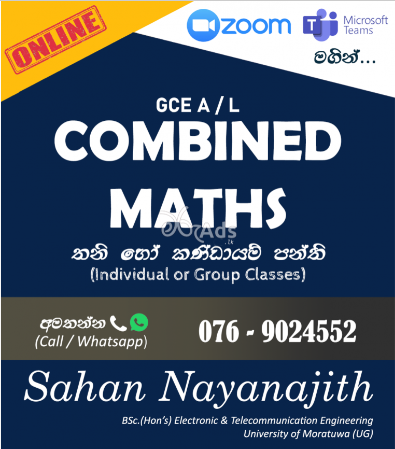 ONLINE
zoom
Microsoft
Teams
මගින්...
GCE A / L
COMBINED
MATHS
තනි හෝ කණ්ඩායම් පන්ති
(Individual or Group Classes)
අමතන්න
(Call / Whatsapp)
076 - 9024552
Sahan Nayanajith
BSc.(Hon's) Electronic & Telecommunication Engineering
University of Moratuwa (UG)